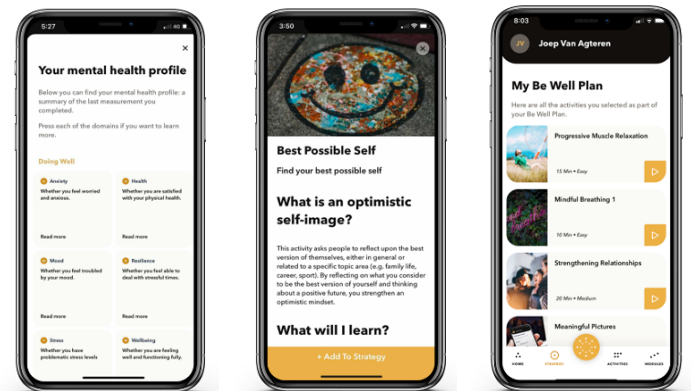 5:27
4G
Your mental health profile
Below you can find your mental health profile: a
summary of the last measurement you
completed.
Press each of the domains if you want to learn
more.
Doing Well
Anxiety
Whether you feel worried
and anxious.
Read more
Health
Whether you are satisfied
with your physical health.
Read more
Mood
Whether you feel troubled
by your mood.
Read more
Resilience
Whether you feel able to
deal with stressful times.
Read more
Stress
Whether you have
problematic stress levels
Wellbeing
Whether you are feeling
well and functioning fully.
3:50
Best Possible Self
Find your best possible self
What is an optimistic
self-image?
This activity asks people to reflect upon the best
version of themselves, either in general or
related to a specific topic area (e.g. family life,
career, sport). By reflecting on what you consider
to be the best version of yourself and thinking
about a positive future, you strengthen an
optimistic mindset.
What will I learn?
+ Add To Strategy
8:03
JV
Joep Van Agteren
My Be Well Plan
Here are all the activities you selected as part of
your Be Well Plan.
Progressive Muscle Relaxation
15 Min • Easy
Mindful Breathing 1
10 Min • Easy
Strengthening Relationships
20 Min • Medium
Meaningful Pictures
HOME
STRATEGY
ACTIVITIES
MODULES